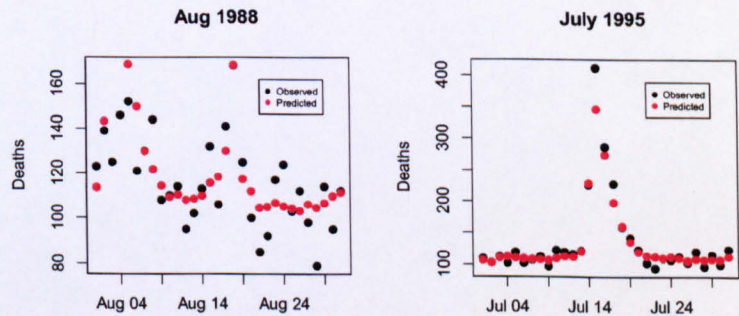 Aug 1988
Deaths
160
140
120
100
80
Observed
Predicted
Aug 04
Aug 14
Aug 24
July 1995
Deaths
400
300
200
100
Observed
Predicted
Jul 04
Jul 14
Jul 24